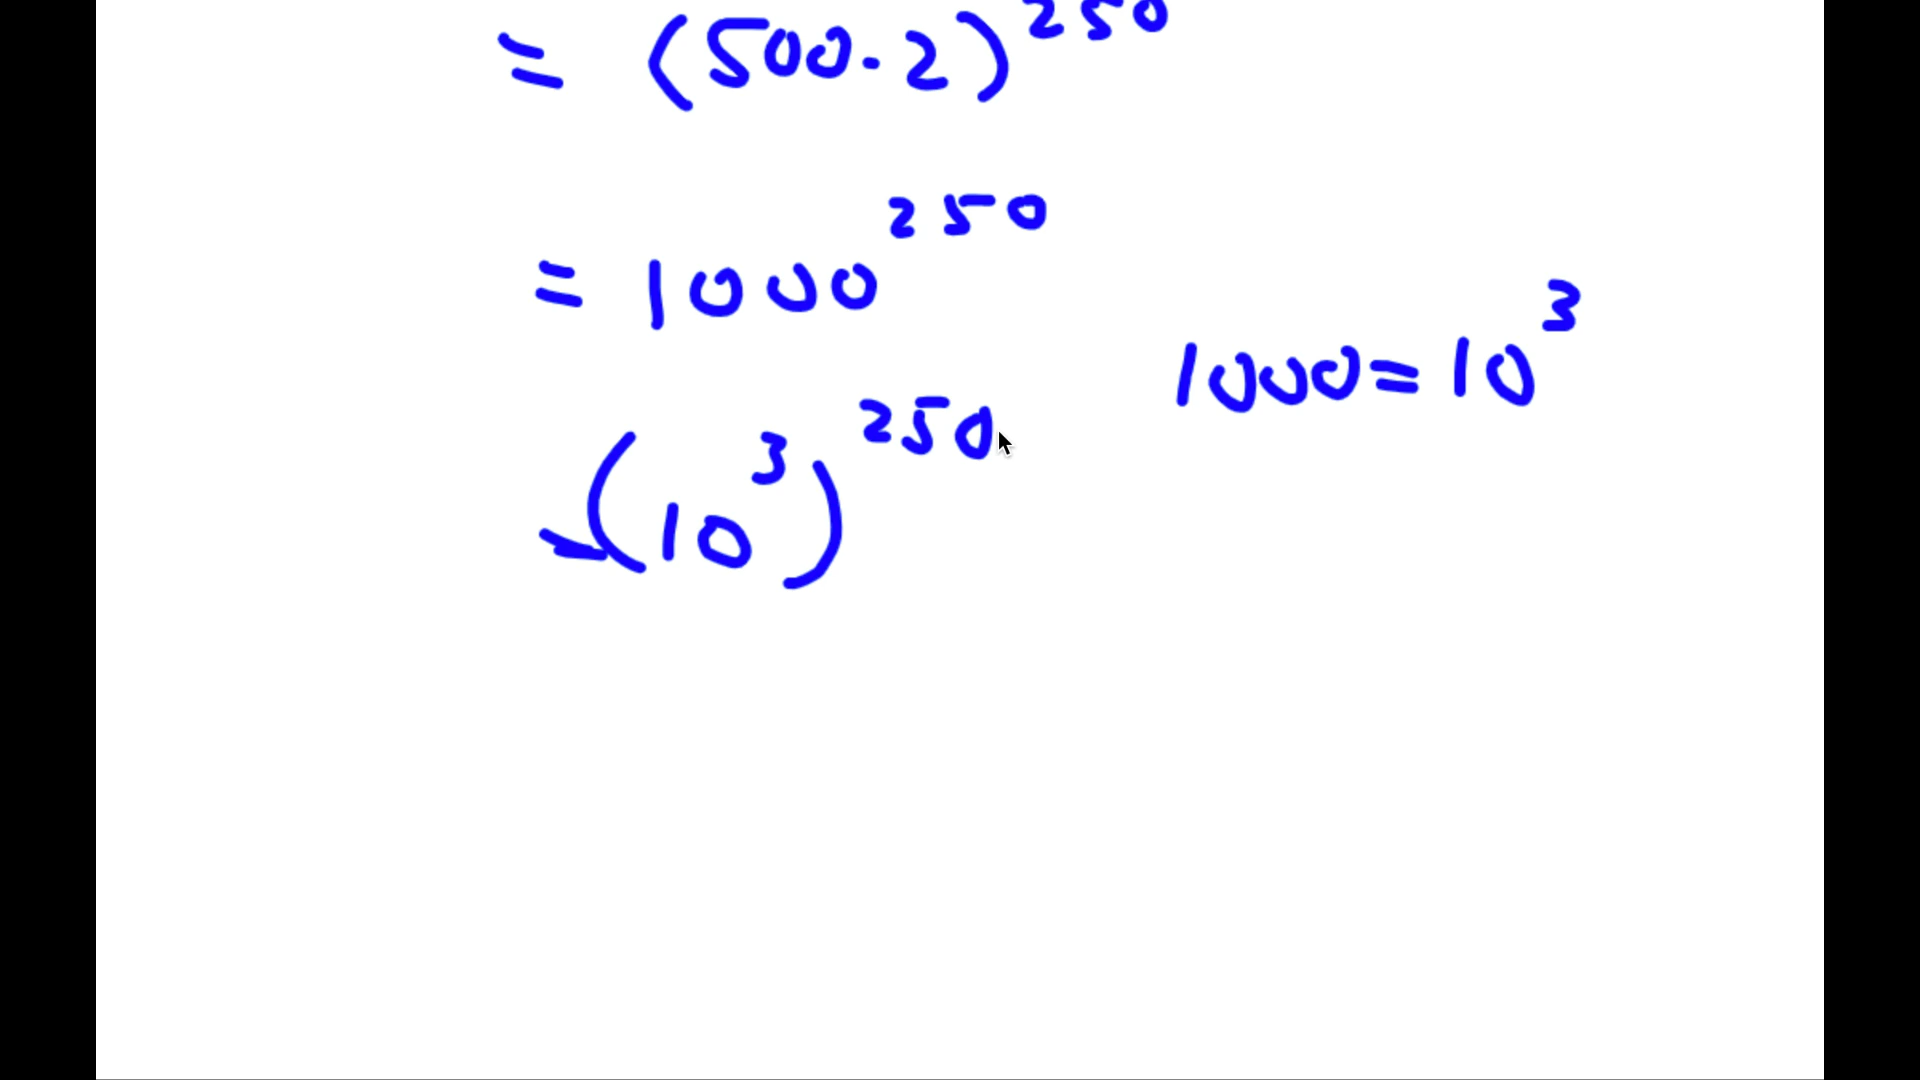 = (500·2)^250
= 1000^250
1000=10^3
=(10^3)^250